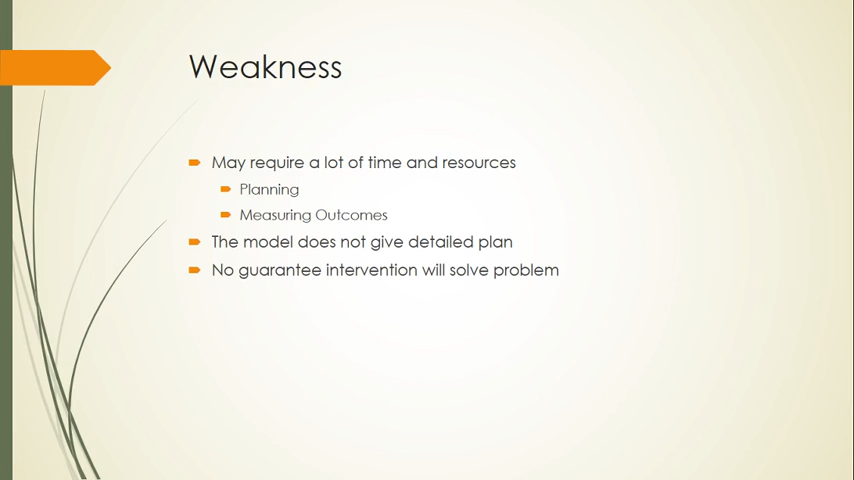 Weakness
May require a lot of time and resources
Planning
Measuring Outcomes
The model does not give detailed plan
No guarantee intervention will solve problem